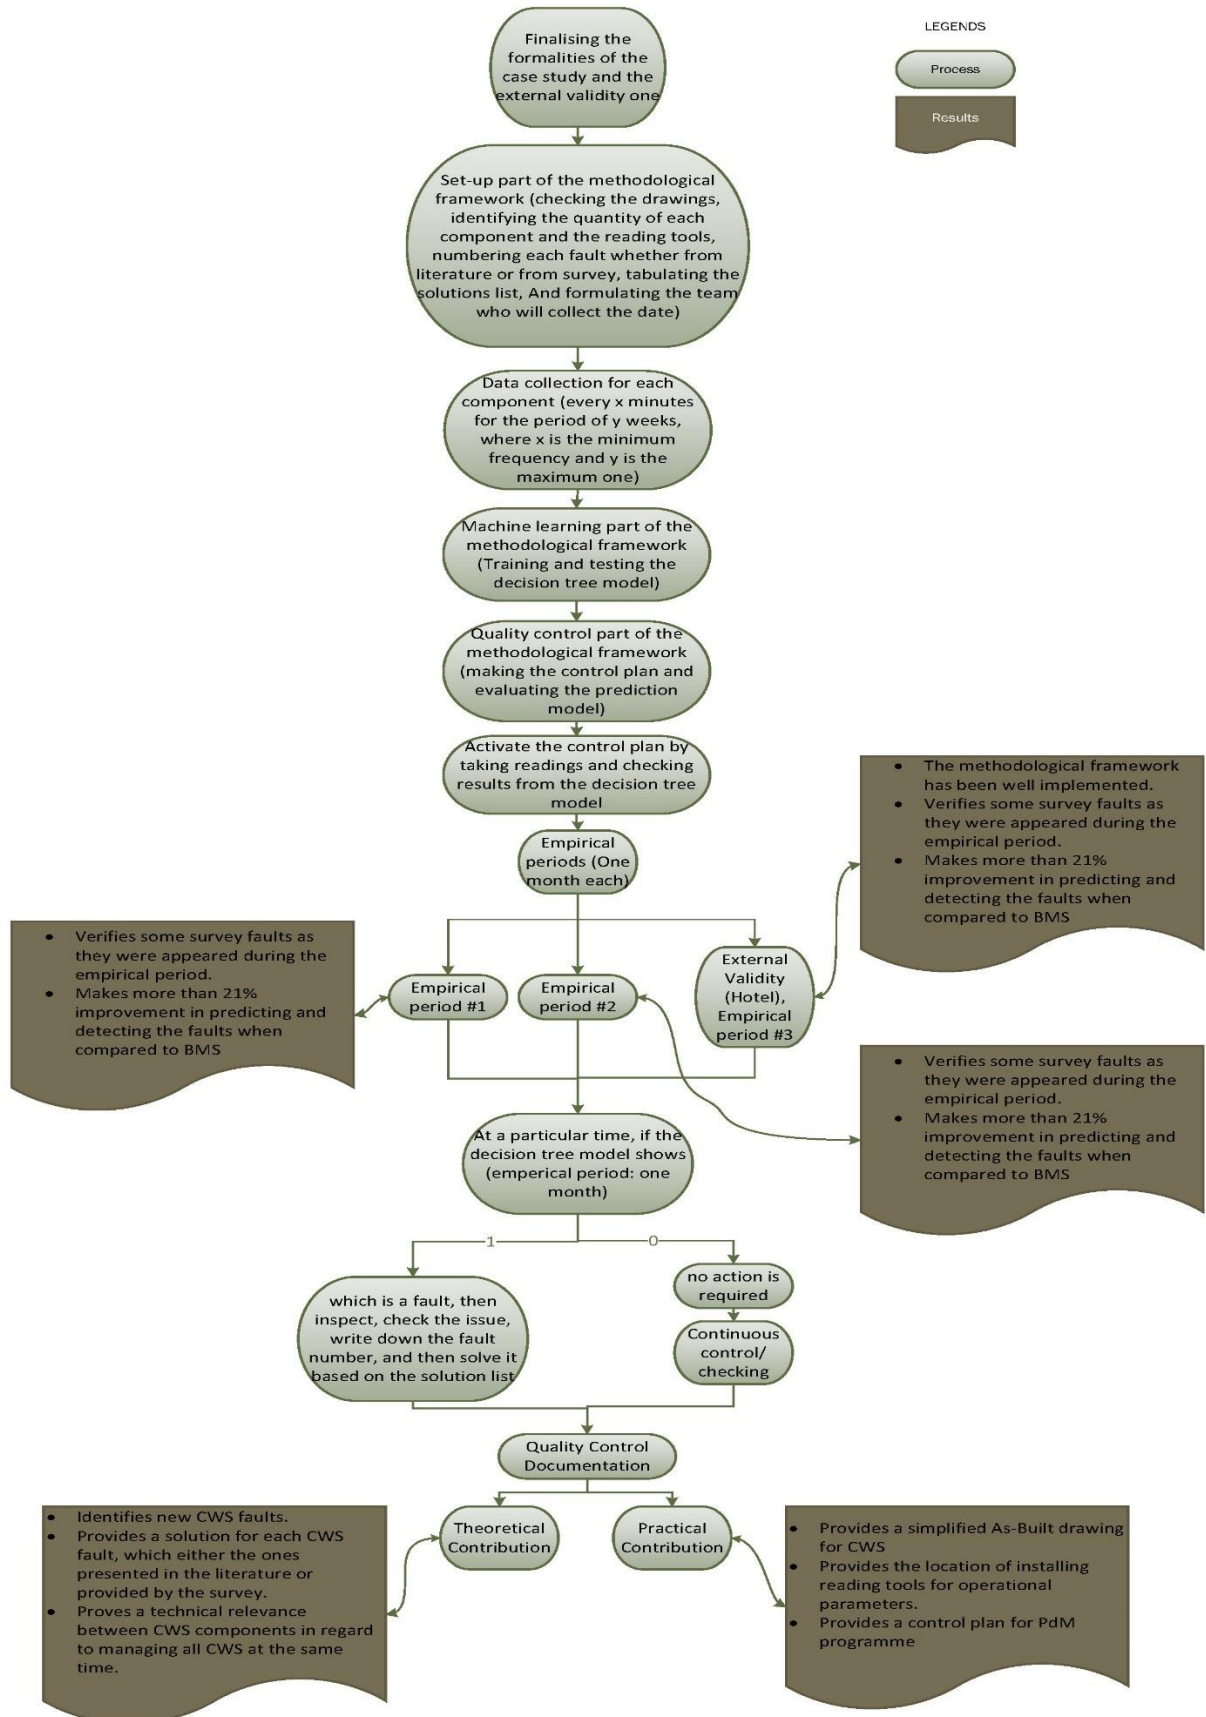 LEGENDS
Process
Results
Finalising the
formalities of the
case study and the
external validity one
Set-up part of the methodological
framework (checking the drawings,
identifying the quantity of each
component and the reading tools,
numbering each fault whether from
literature or from survey, tabulating the
solutions list, And formulating the team
who will collect the date)
Data collection for each
component (every x minutes
for the period of y weeks,
where x is the minimum
frequency and y is the
maximum one)
Machine learning part of the
methodological framework
(Training and testing the
decision tree model)
Quality control part of the
methodological framework
(making the control plan and
evaluating the prediction
model)
Activate the control plan by
taking readings and checking
results from the decision tree
model
Empirical
periods (One
month each)
• The methodological framework
has been well implemented.
• Verifies some survey faults as
they were appeared during the
empirical period.
• Makes more than 21%
improvement in predicting and
detecting the faults when
compared to BMS
• Verifies some survey faults as
they were appeared during the
empirical period.
• Makes more than 21%
improvement in predicting and
detecting the faults when
compared to BMS
Empirical
period #1
Empirical
period #2
External
Validity
(Hotel),
Empirical
period #3
• Verifies some survey faults as
they were appeared during the
empirical period.
• Makes more than 21%
improvement in predicting and
detecting the faults when
compared to BMS
At a particular time, if the
decision tree model shows
(emperical period: one
month)
1
0
which is a fault, then
inspect, check the issue,
write down the fault
number, and then solve it
based on the solution list
no action is
required
Continuous
control/
checking
Quality Control
Documentation
Theoretical
Contribution
Practical
Contribution
• Identifies new CWS faults.
• Provides a solution for each CWS
fault, which either the ones
presented in the literature or
provided by the survey.
• Proves a technical relevance
between CWS components in regard
to managing all CWS at the same
time.
• Provides a simplified As-Built drawing
for CWS
• Provides the location of installing
reading tools for operational
parameters.
• Provides a control plan for PdM
programme